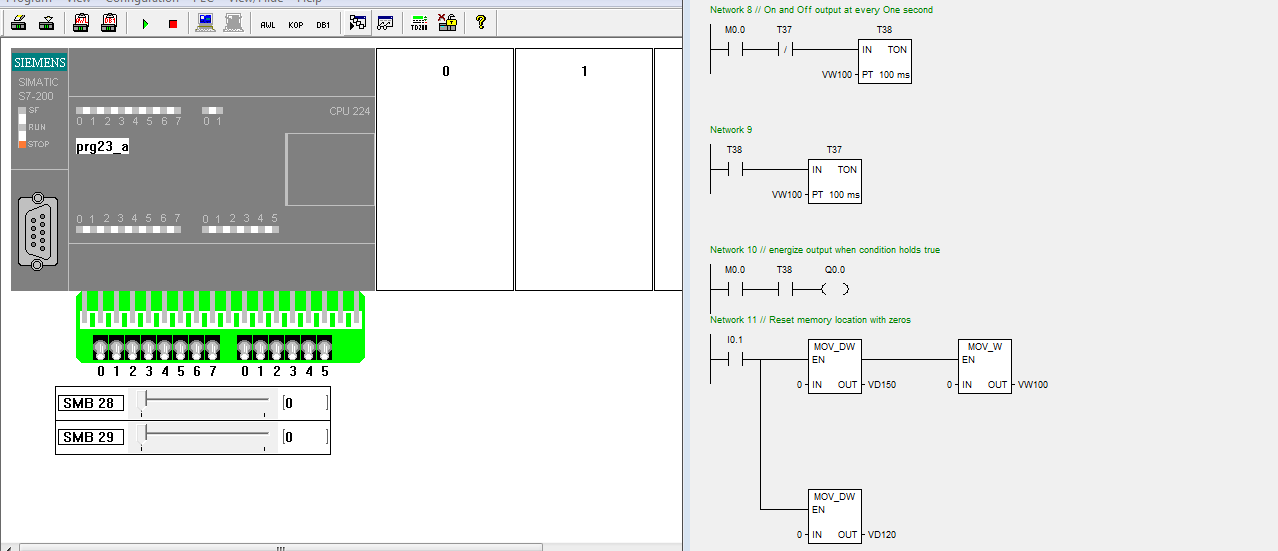 Program View Configuration PLC View/Hide Help
AWL KOP DB1 TD200 ?
SIEMENS
SIMATIC
S7-200
SF
RUN
STOP
0 1 2 3 4 5 6 7 0 1
CPU 224
prg23_a
0 1 2 3 4 5 6 7 0 1 2 3 4 5
0 1 2 3 4 5 6 7 0 1 2 3 4 5
SMB 28 [0 ]
SMB 29 [0 ]
0 1
Network 8 // On and Off output at every One second
M0.0 T37 T38
/ IN TON
VW100 PT 100 ms
Network 9
T38 T37
IN TON
VW100 PT 100 ms
Network 10 // energize output when condition holds true
M0.0 T38 Q0.0
Network 11 // Reset memory location with zeros
I0.1 MOV_DW MOV_W
EN EN
0 IN OUT VD150 0 IN OUT VW100
MOV_DW
EN
0 IN OUT VD120